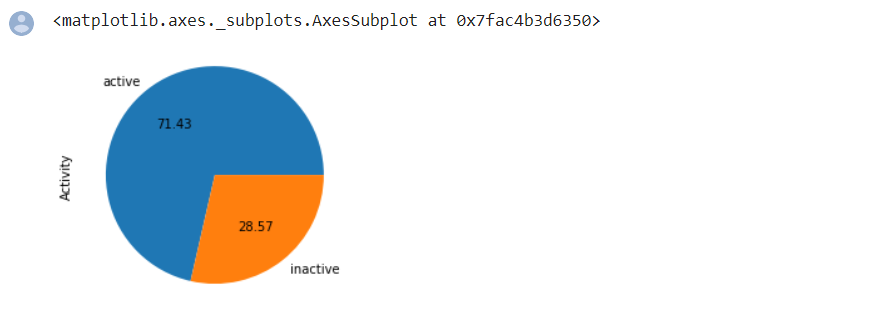 <matplotlib.axes._subplots.AxesSubplot at 0x7fac4b3d6350>
active
71.43
Activity
28.57
inactive